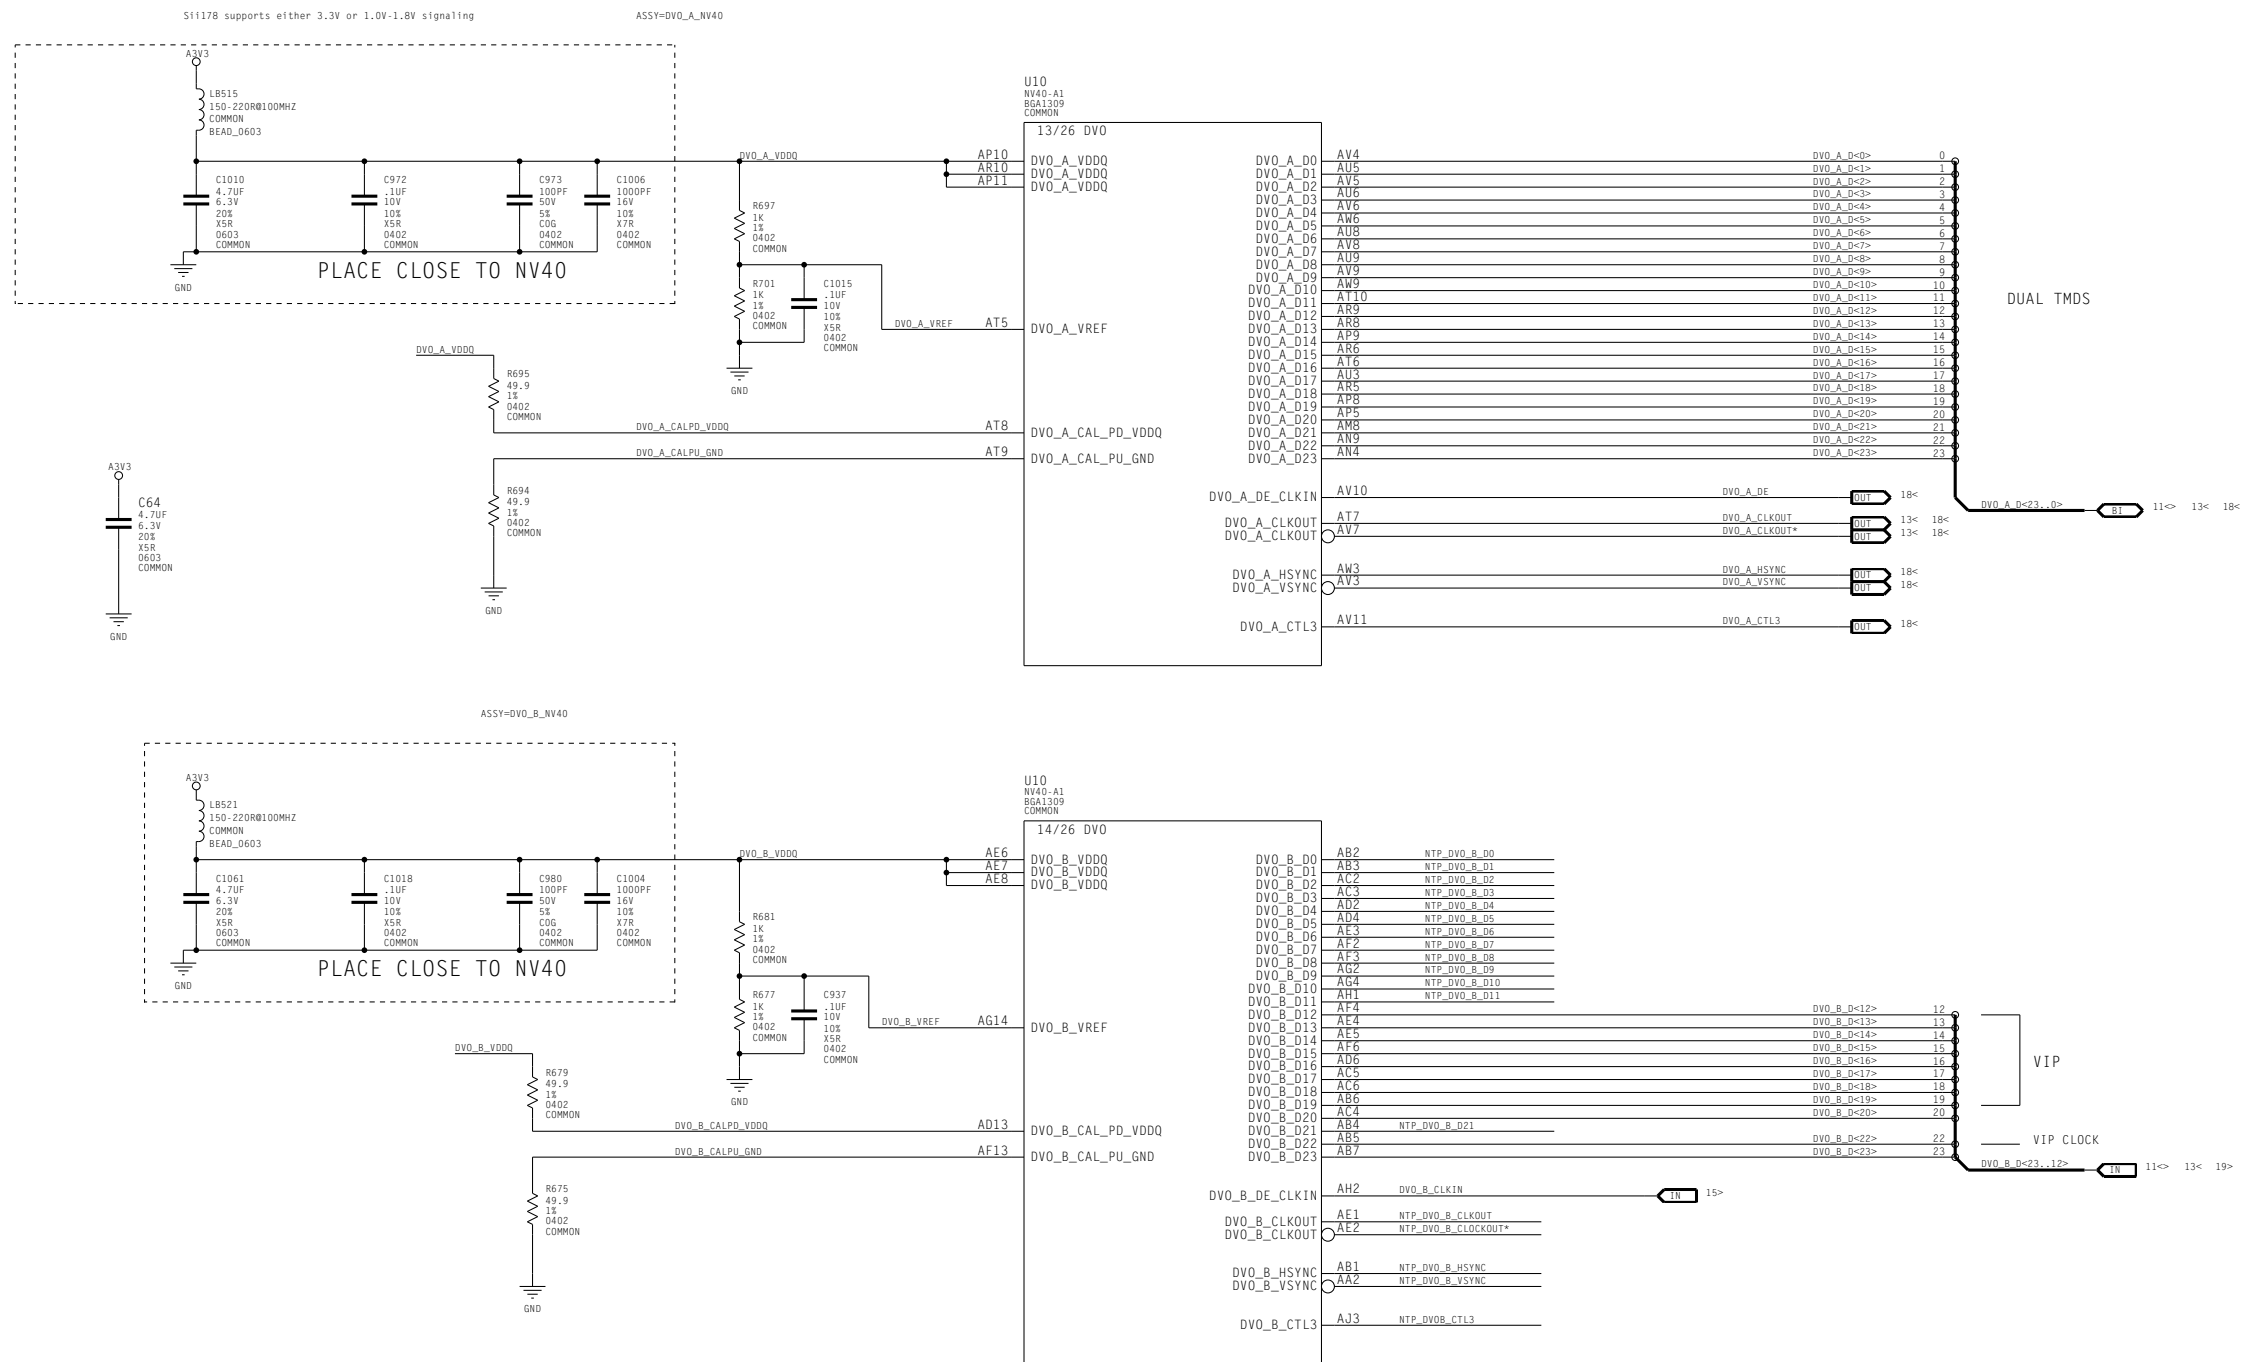 Sii178 supports either 3.3V or 1.0V-1.8V signaling
ASSY=DVO_A_NV40
A3V3
LB515
150-220R@100MHZ
COMMON
BEAD_0603
C1010
4.7UF
6.3V
20%
X5R
0603
COMMON
C972
.1UF
10V
10%
X5R
0402
COMMON
C973
100PF
50V
5%
C0G
0402
COMMON
C1006
1000PF
16V
10%
X7R
0402
COMMON
GND
PLACE CLOSE TO NV40
DVO_A_VDDQ
R697
1K
1%
0402
COMMON
R701
1K
1%
0402
COMMON
C1015
.1UF
10V
10%
X5R
0402
COMMON
GND
DVO_A_VREF
DVO_A_VDDQ
R695
49.9
1%
0402
COMMON
DVO_A_CALPD_VDDQ
DVO_A_CALPU_GND
R694
49.9
1%
0402
COMMON
GND
A3V3
C64
4.7UF
6.3V
20%
X5R
0603
COMMON
GND
U10
NV40-A1
BGA1309
COMMON
13/26 DVO
AP10 DVO_A_VDDQ
AR10 DVO_A_VDDQ
AP11 DVO_A_VDDQ
AT5 DVO_A_VREF
AT8 DVO_A_CAL_PD_VDDQ
AT9 DVO_A_CAL_PU_GND
DVO_A_D0 AV4 DVO_A_D<0> 0
DVO_A_D1 AU5 DVO_A_D<1> 1
DVO_A_D2 AV5 DVO_A_D<2> 2
DVO_A_D3 AU6 DVO_A_D<3> 3
DVO_A_D4 AV6 DVO_A_D<4> 4
DVO_A_D5 AW6 DVO_A_D<5> 5
DVO_A_D6 AU8 DVO_A_D<6> 6
DVO_A_D7 AV8 DVO_A_D<7> 7
DVO_A_D8 AU9 DVO_A_D<8> 8
DVO_A_D9 AV9 DVO_A_D<9> 9
DVO_A_D10 AW9 DVO_A_D<10> 10
DVO_A_D11 AT10 DVO_A_D<11> 11
DVO_A_D12 AR9 DVO_A_D<12> 12
DVO_A_D13 AR8 DVO_A_D<13> 13
DVO_A_D14 AP9 DVO_A_D<14> 14
DVO_A_D15 AR6 DVO_A_D<15> 15
DVO_A_D16 AT6 DVO_A_D<16> 16
DVO_A_D17 AU3 DVO_A_D<17> 17
DVO_A_D18 AR5 DVO_A_D<18> 18
DVO_A_D19 AP8 DVO_A_D<19> 19
DVO_A_D20 AP5 DVO_A_D<20> 20
DVO_A_D21 AM8 DVO_A_D<21> 21
DVO_A_D22 AN9 DVO_A_D<22> 22
DVO_A_D23 AN4 DVO_A_D<23> 23
DUAL TMDS
DVO_A_DE_CLKIN AV10 DVO_A_DE OUT 18<
DVO_A_D<23..0> BI 11<> 13< 18<
DVO_A_CLKOUT AT7 DVO_A_CLKOUT OUT 13< 18<
DVO_A_CLKOUT AV7 DVO_A_CLKOUT* OUT 13< 18<
DVO_A_HSYNC AW3 DVO_A_HSYNC OUT 18<
DVO_A_VSYNC AV3 DVO_A_VSYNC OUT 18<
DVO_A_CTL3 AV11 DVO_A_CTL3 OUT 18<
ASSY=DVO_B_NV40
A3V3
LB521
150-220R@100MHZ
COMMON
BEAD_0603
C1061
4.7UF
6.3V
20%
X5R
0603
COMMON
C1018
.1UF
10V
10%
X5R
0402
COMMON
C980
100PF
50V
5%
C0G
0402
COMMON
C1004
1000PF
16V
10%
X7R
0402
COMMON
GND
PLACE CLOSE TO NV40
DVO_B_VDDQ
R681
1K
1%
0402
COMMON
R677
1K
1%
0402
COMMON
C937
.1UF
10V
10%
X5R
0402
COMMON
GND
DVO_B_VREF
DVO_B_VDDQ
R679
49.9
1%
0402
COMMON
DVO_B_CALPD_VDDQ
DVO_B_CALPU_GND
R675
49.9
1%
0402
COMMON
GND
U10
NV40-A1
BGA1309
COMMON
14/26 DVO
AE6 DVO_B_VDDQ
AE7 DVO_B_VDDQ
AE8 DVO_B_VDDQ
AG14 DVO_B_VREF
AD13 DVO_B_CAL_PD_VDDQ
AF13 DVO_B_CAL_PU_GND
DVO_B_D0 AB2 NTP_DVO_B_D0
DVO_B_D1 AB3 NTP_DVO_B_D1
DVO_B_D2 AC2 NTP_DVO_B_D2
DVO_B_D3 AC3 NTP_DVO_B_D3
DVO_B_D4 AD2 NTP_DVO_B_D4
DVO_B_D5 AD4 NTP_DVO_B_D5
DVO_B_D6 AE3 NTP_DVO_B_D6
DVO_B_D7 AF2 NTP_DVO_B_D7
DVO_B_D8 AF3 NTP_DVO_B_D8
DVO_B_D9 AG2 NTP_DVO_B_D9
DVO_B_D10 AG4 NTP_DVO_B_D10
DVO_B_D11 AH1 NTP_DVO_B_D11
DVO_B_D12 AF4 DVO_B_D<12> 12
DVO_B_D13 AE4 DVO_B_D<13> 13
DVO_B_D14 AE5 DVO_B_D<14> 14
DVO_B_D15 AF6 DVO_B_D<15> 15
DVO_B_D16 AD6 DVO_B_D<16> 16
DVO_B_D17 AC5 DVO_B_D<17> 17
DVO_B_D18 AC6 DVO_B_D<18> 18
DVO_B_D19 AB6 DVO_B_D<19> 19
DVO_B_D20 AC4 DVO_B_D<20> 20
DVO_B_D21 AB4 NTP_DVO_B_D21
DVO_B_D22 AB5 DVO_B_D<22> 22
DVO_B_D23 AB7 DVO_B_D<23> 23
VIP
VIP CLOCK
DVO_B_D<23..12> IN 11<> 13< 19>
DVO_B_DE_CLKIN AH2 DVO_B_CLKIN IN 15>
DVO_B_CLKOUT AE1 NTP_DVO_B_CLKOUT
DVO_B_CLKOUT AE2 NTP_DVO_B_CLOCKOUT*
DVO_B_HSYNC AB1 NTP_DVO_B_HSYNC
DVO_B_VSYNC AA2 NTP_DVO_B_VSYNC
DVO_B_CTL3 AJ3 NTP_DVOB_CTL3